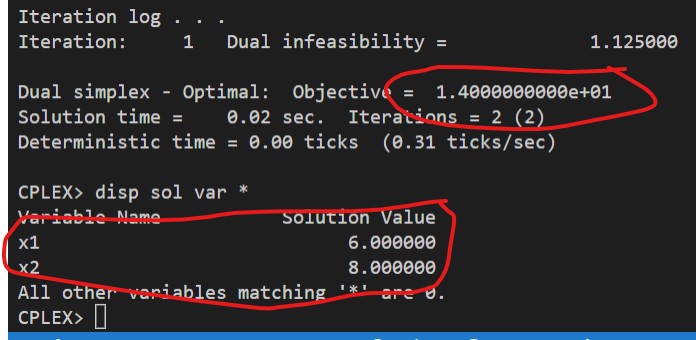 Iteration log . . .
Iteration: 1 Dual infeasibility = 1.125000
Dual simplex - Optimal: Objective = 1.4000000000e+01
Solution time = 0.02 sec. Iterations = 2 (2)
Deterministic time = 0.00 ticks (0.31 ticks/sec)
CPLEX> disp sol var *
Variable Name Solution Value
x1 6.000000
x2 8.000000
All other variables matching '*' are 0.
CPLEX>